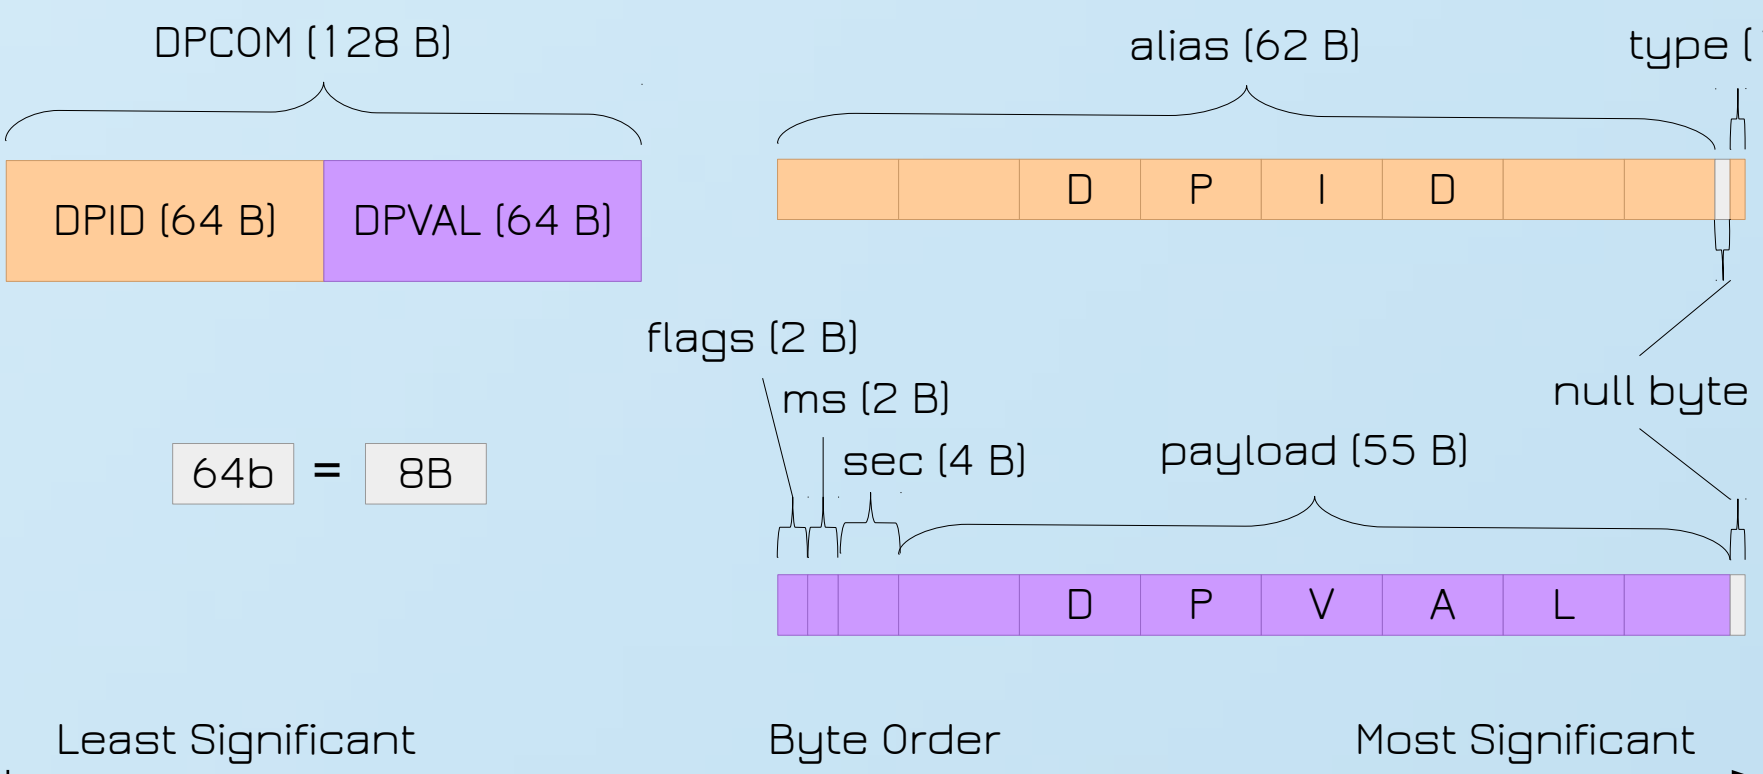 DPCOM (128 B)
DPID (64 B)
DPVAL (64 B)
alias (62 B)
type (
D P I D
flags (2 B)
ms (2 B)
sec (4 B)
payload (55 B)
null byte
64b = 8B
D P V A L
Least Significant
Byte Order
Most Significant